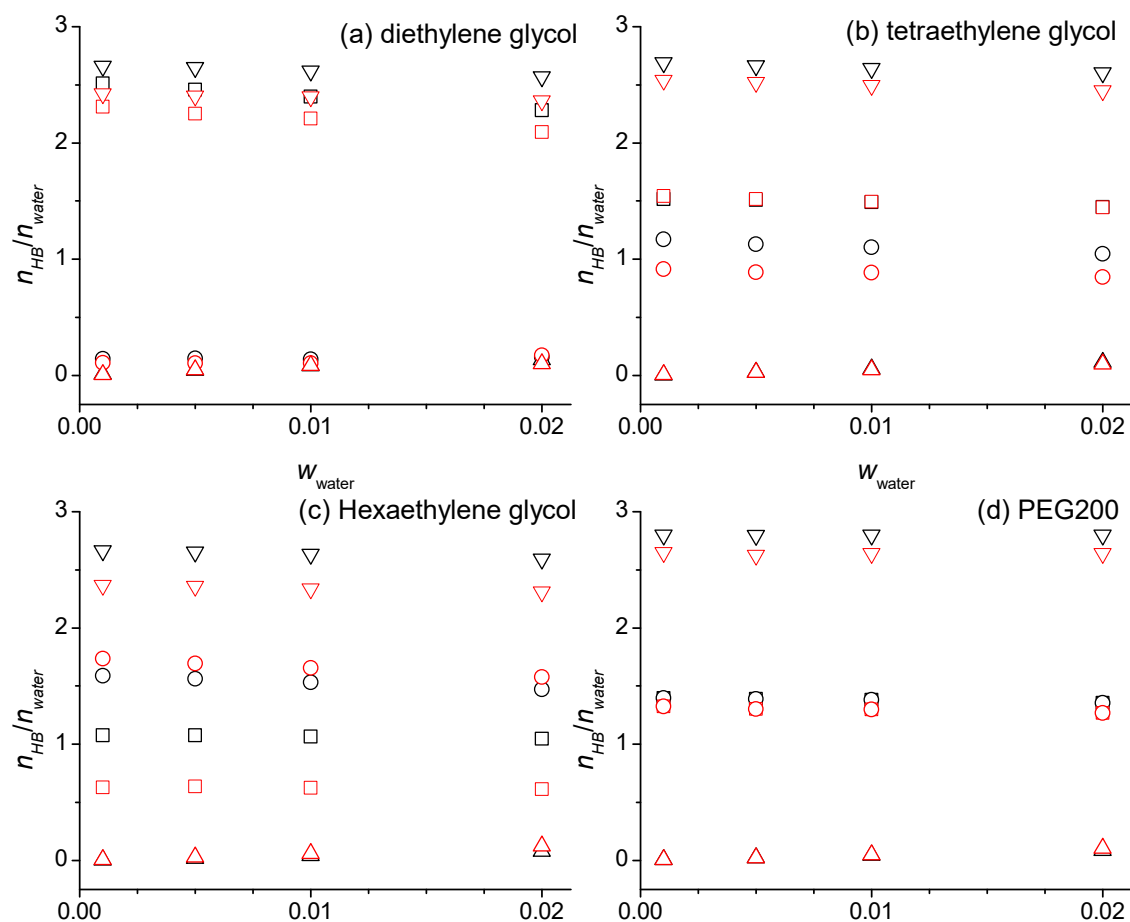 (a) diethylene glycol
3
2
1
0
n_HB/n_water
0.00 0.01 0.02
w_water
(b) tetraethylene glycol
3
2
1
0
n_HB/n_water
0.00 0.01 0.02
w_water
(c) Hexaethylene glycol
3
2
1
0
n_HB/n_water
0.00 0.01 0.02
(d) PEG200
3
2
1
0
n_HB/n_water
0.00 0.01 0.02